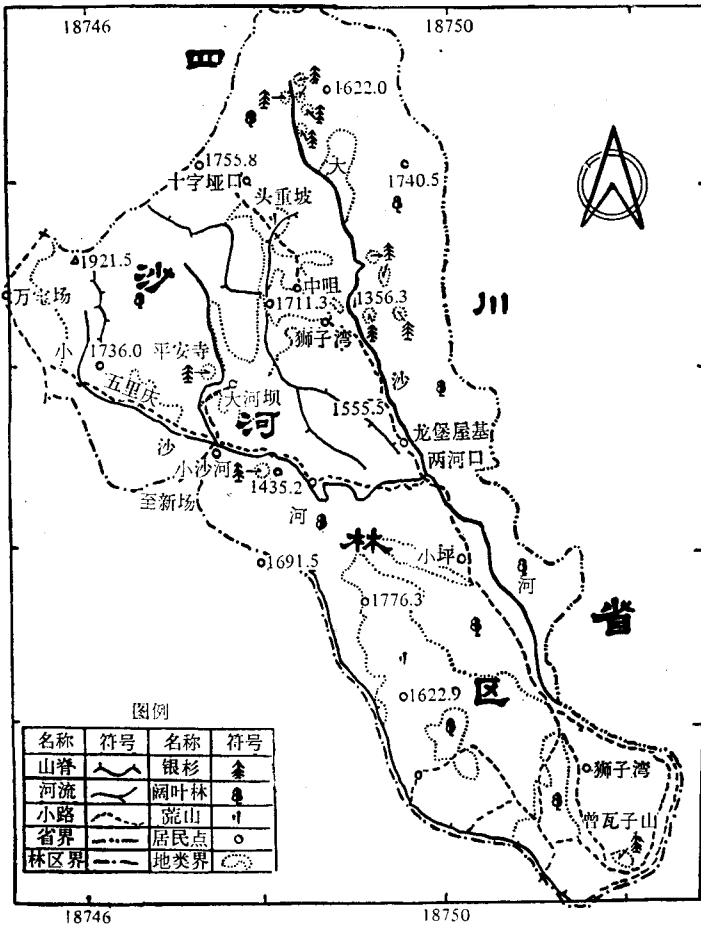 18746
18750
四
1622.0
1755.8
十字垭口
大
1740.5
头重坡
1921.5
沙
中咀
万宝场
1711.3
1356.3
川
狮子湾
小
1736.0
平安寺
沙
五里庆
大河坝
1555.5
河
龙堡屋基
沙
两河口
小沙河
1435.2
至新场
河
林
小坪
1691.5
河
1776.3
省
1622.9
区
图例
名称 符号 名称 符号
山脊 银杉
河流 阔叶林
小路 荒山
省界 居民点
林区界 地类界
狮子湾
曾瓦子山
18746
18750